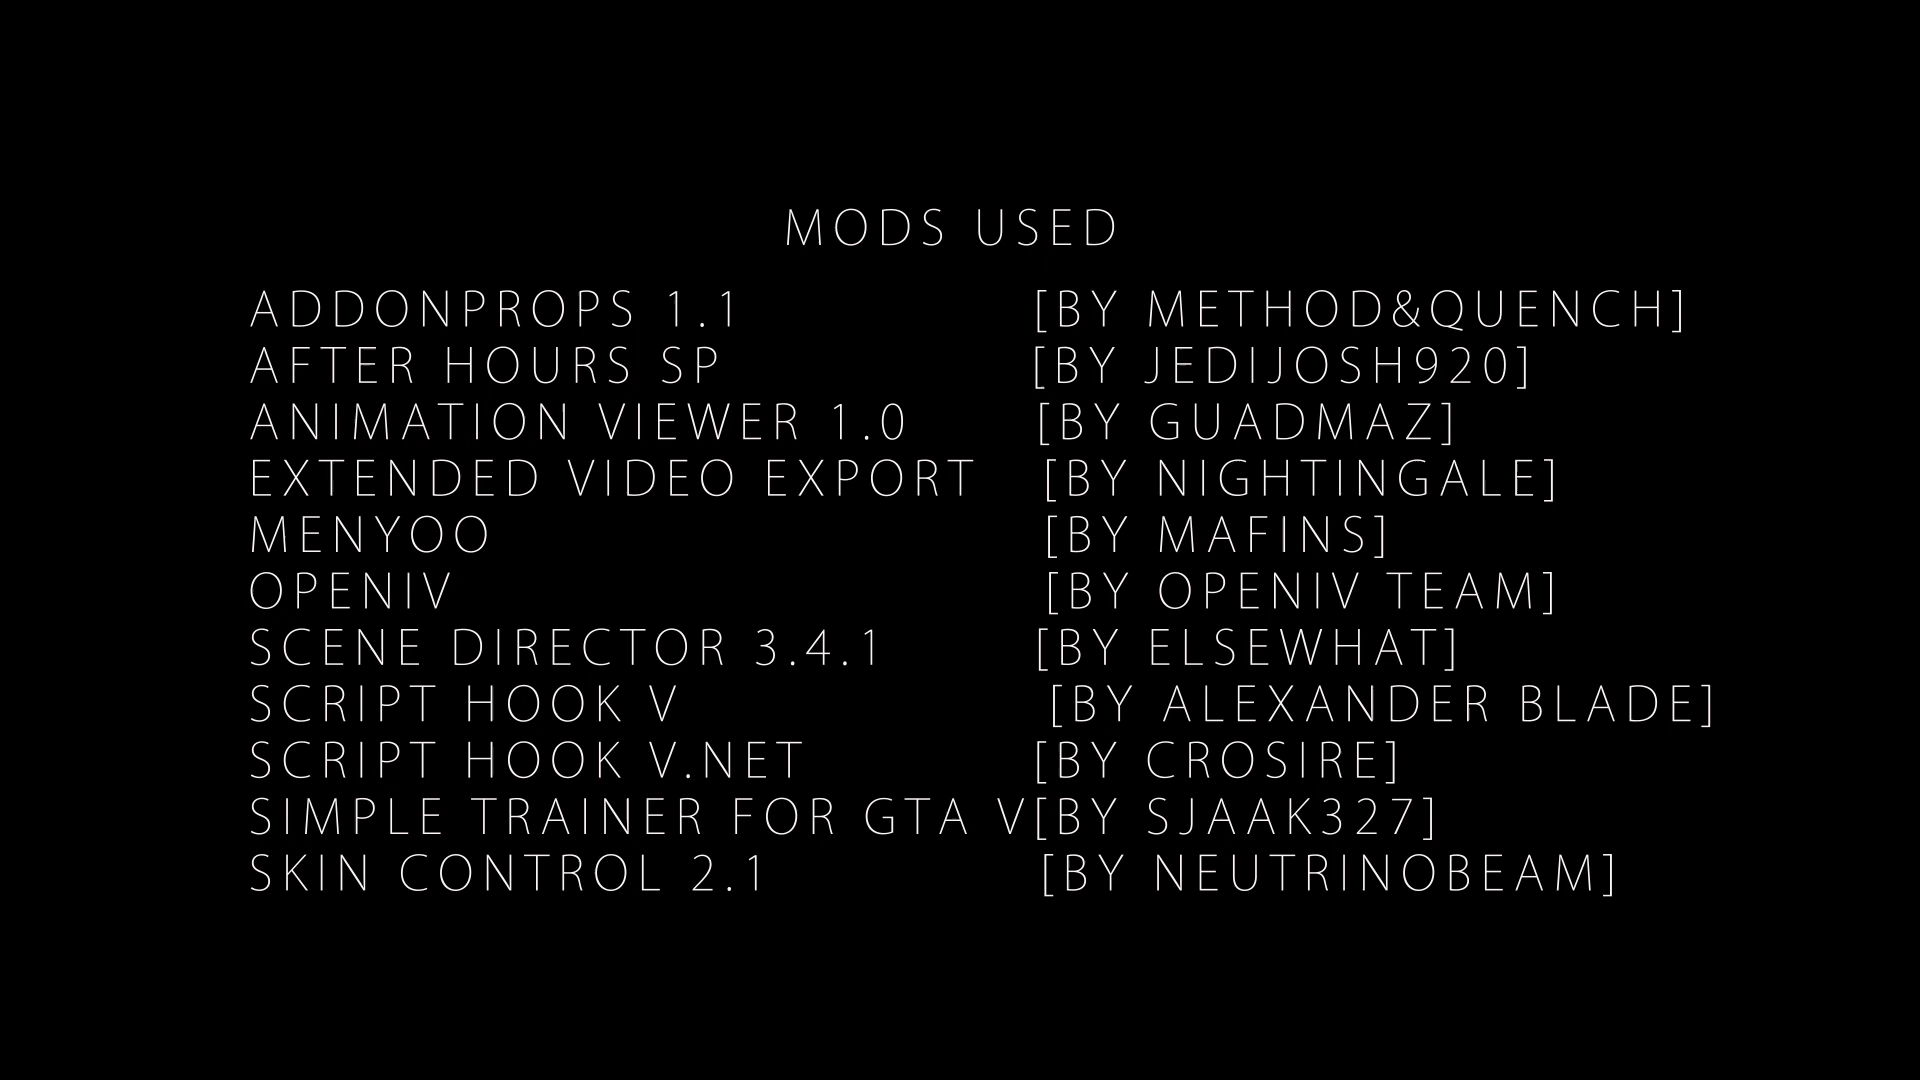 MODS USED
ADDONPROPS 1.1 [BY METHOD&QUENCH]
AFTER HOURS SP [BY JEDIJOSH920]
ANIMATION VIEWER 1.0 [BY GUADMAZ]
EXTENDED VIDEO EXPORT [BY NIGHTINGALE]
MENYOO [BY MAFINS]
OPENIV [BY OPENIV TEAM]
SCENE DIRECTOR 3.4.1 [BY ELSEWHAT]
SCRIPT HOOK V [BY ALEXANDER BLADE]
SCRIPT HOOK V.NET [BY CROSIRE]
SIMPLE TRAINER FOR GTA V[BY SJAAK327]
SKIN CONTROL 2.1 [BY NEUTRINOBEAM]